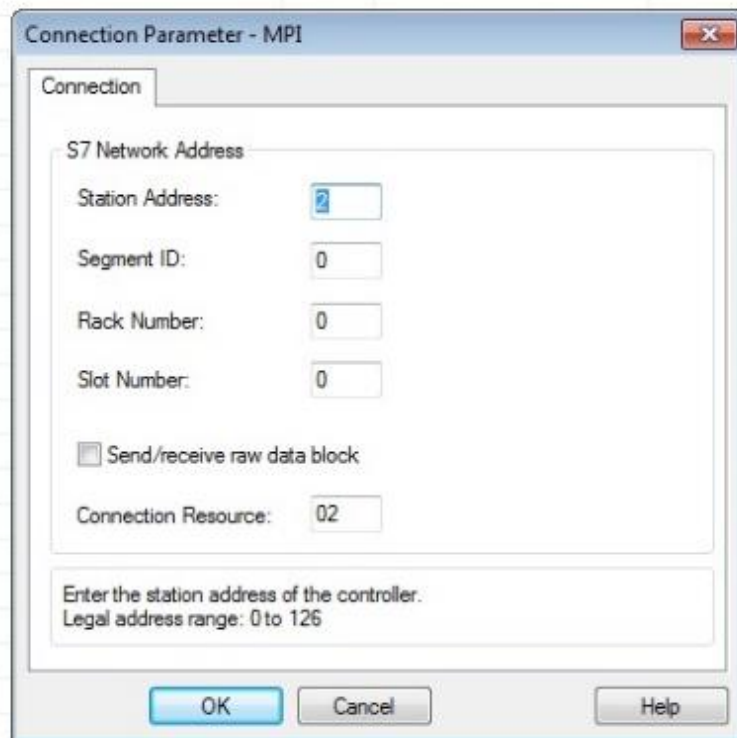 Connection Parameter - MPI
Connection
S7 Network Address
Station Address: 2
Segment ID: 0
Rack Number: 0
Slot Number: 0
Send/receive raw data block
Connection Resource: 02
Enter the station address of the controller.
Legal address range: 0 to 126
OK Cancel Help